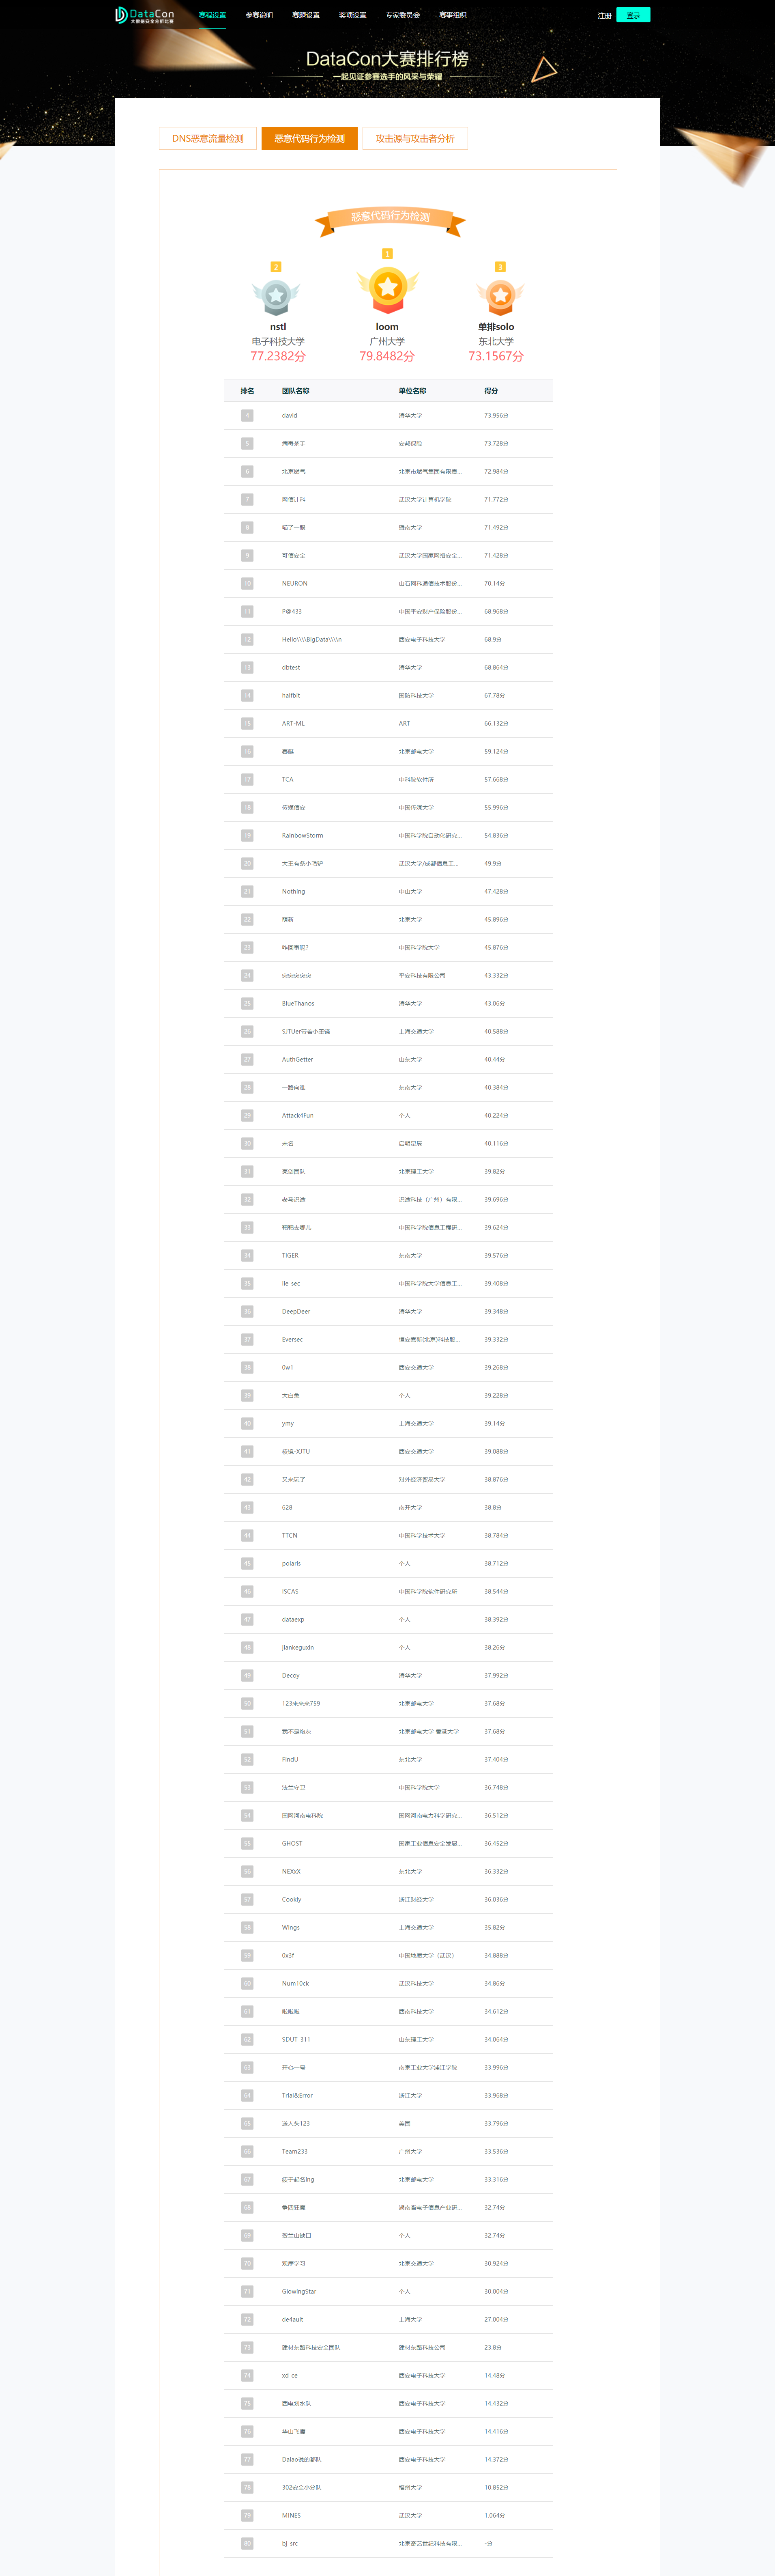 DataCon
大数据安全分析比赛
赛程设置 参赛说明 赛题设置 奖项设置 专家委员会 赛事组织 注册 登录
DataCon大赛排行榜
一起见证参赛选手的风采与荣耀
DNS恶意流量检测 恶意代码行为检测 攻击源与攻击者分析
恶意代码行为检测
2 1 3
nstl loom 单排solo
电子科技大学 广州大学 东北大学
77.2382分 79.8482分 73.1567分
排名 团队名称 单位名称 得分
4 david 清华大学 73.956分
5 病毒杀手 安邦保险 73.728分
6 北京燃气 北京市燃气集团有限责... 72.984分
7 网信计科 武汉大学计算机学院 71.772分
8 喵了一眼 暨南大学 71.492分
9 可信安全 武汉大学国家网络安全... 71.428分
10 NEURON 山石网科通信技术股份... 70.14分
11 P@433 中国平安财产保险股份... 68.968分
12 Hello\\\\BigData\\\\n 西安电子科技大学 68.9分
13 dbtest 清华大学 68.864分
14 halfbit 国防科技大学 67.78分
15 ART-ML ART 66.132分
16 北京邮电大学 59.124分
17 TCA 中科院软件所 57.668分
18 传媒信安 中国传媒大学 55.996分
19 RainbowStorm 中国科学院自动化研究... 54.836分
20 大王有条小毛驴 武汉大学/成都信息工... 49.9分
21 Nothing 中山大学 47.428分
22 萌新 北京大学 45.896分
23 咋回事呢? 中国科学院大学 45.876分
24 平安科技有限公司 43.332分
25 BlueThanos 清华大学 43.06分
26 SJTUer带着小墨镜 上海交通大学 40.588分
27 AuthGetter 山东大学 40.44分
28 一路向南 东南大学 40.384分
29 Attack4Fun 个人 40.224分
30 未名 启明星辰 40.116分
31 亮剑团队 北京理工大学 39.82分
32 老马识途 识途科技（广州）有限... 39.696分
33 靶靶去哪儿 中国科学院信息工程研... 39.624分
34 TIGER 东南大学 39.576分
35 iie_sec 中国科学院大学信息工... 39.408分
36 DeepDeer 清华大学 39.348分
37 Eversec 恒安嘉新(北京)科技股... 39.332分
38 0w1 西安交通大学 39.268分
39 大白兔 个人 39.228分
40 ymy 上海交通大学 39.14分
41 接锅-XJTU 西安交通大学 39.088分
42 又来玩了 对外经济贸易大学 38.876分
43 628 南开大学 38.8分
44 TTCN 中国科学技术大学 38.784分
45 polaris 个人 38.712分
46 ISCAS 中国科学院软件研究所 38.544分
47 dataexp 个人 38.392分
48 jiankeguxin 个人 38.26分
49 Decoy 清华大学 37.992分
50 123来来来759 北京邮电大学 37.68分
51 我不是炮灰 北京邮电大学 香港大学 37.68分
52 FindU 东北大学 37.404分
53 法兰守卫 中国科学院大学 36.748分
54 国网河南电科院 国网河南电力科学研究... 36.512分
55 GHOST 国家工业信息安全发展... 36.452分
56 NEXxX 东北大学 36.332分
57 Cookly 浙江财经大学 36.036分
58 Wings 上海交通大学 35.82分
59 0x3f 中国地质大学（武汉） 34.888分
60 Num10ck 武汉科技大学 34.86分
61 啦啦啦 西南科技大学 34.612分
62 SDUT_311 山东理工大学 34.064分
63 开心一号 南京工业大学浦江学院 33.996分
64 Trial&Error 浙江大学 33.968分
65 送人头123 美团 33.796分
66 Team233 广州大学 33.536分
67 疲于起名ing 北京邮电大学 33.316分
68 争四狂魔 湖南省电子信息产业研... 32.74分
69 贺兰山缺口 个人 32.74分
70 观摩学习 北京交通大学 30.924分
71 GlowingStar 个人 30.004分
72 de4ault 上海大学 27.004分
73 建材东路科技安全团队 建材东路科技公司 23.8分
74 xd_ce 西安电子科技大学 14.48分
75 西电划水队 西安电子科技大学 14.432分
76 华山飞鹰 西安电子科技大学 14.416分
77 Dalao说的都队 西安电子科技大学 14.372分
78 302安全小分队 福州大学 10.852分
79 MINES 武汉大学 1.064分
80 bj_src 北京奇艺世纪科技有限... -分